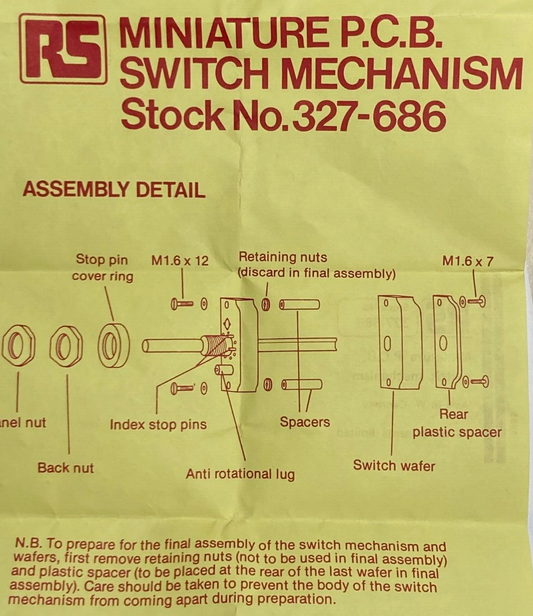 RS
MINIATURE P.C.B.
SWITCH MECHANISM
Stock No. 327-686
ASSEMBLY DETAIL
Stop pin
cover ring
M1.6 x 12
Retaining nuts
(discard in final assembly)
M1.6 x 7
nel nut
Index stop pins
Spacers
Rear
plastic spacer
Back nut
Anti rotational lug
Switch wafer
N.B. To prepare for the final assembly of the switch mechanism and
wafers, first remove retaining nuts (not to be used in final assembly)
and plastic spacer (to be placed at the rear of the last wafer in final
assembly). Care should be taken to prevent the body of the switch
mechanism from coming apart during preparation.